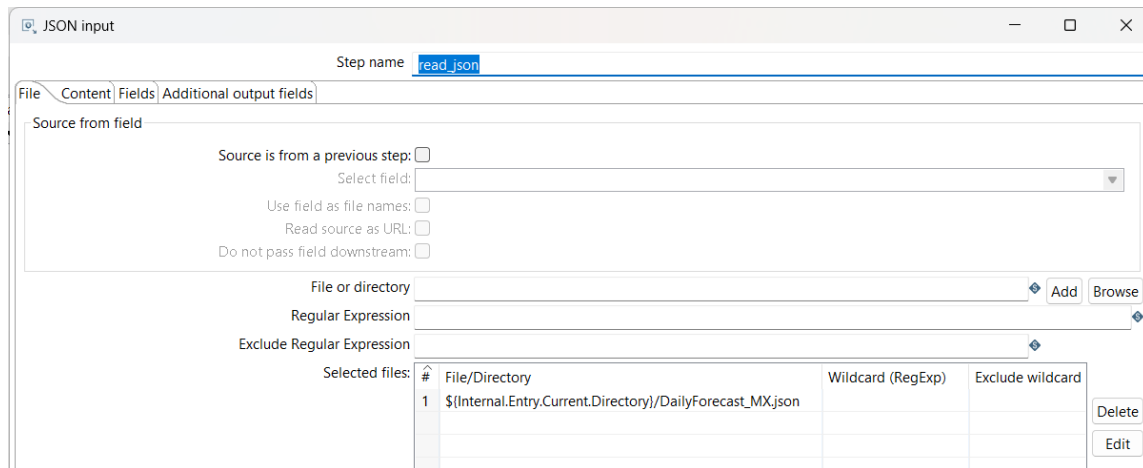 JSON input
Step name read_json
File Content Fields Additional output fields
Source from field
Source is from a previous step:
Select field:
Use field as file names:
Read source as URL:
Do not pass field downstream:
File or directory Add Browse
Regular Expression
Exclude Regular Expression
Selected files: # File/Directory Wildcard (RegExp) Exclude wildcard
1 ${Internal.Entry.Current.Directory}/DailyForecast_MX.json
Delete
Edit